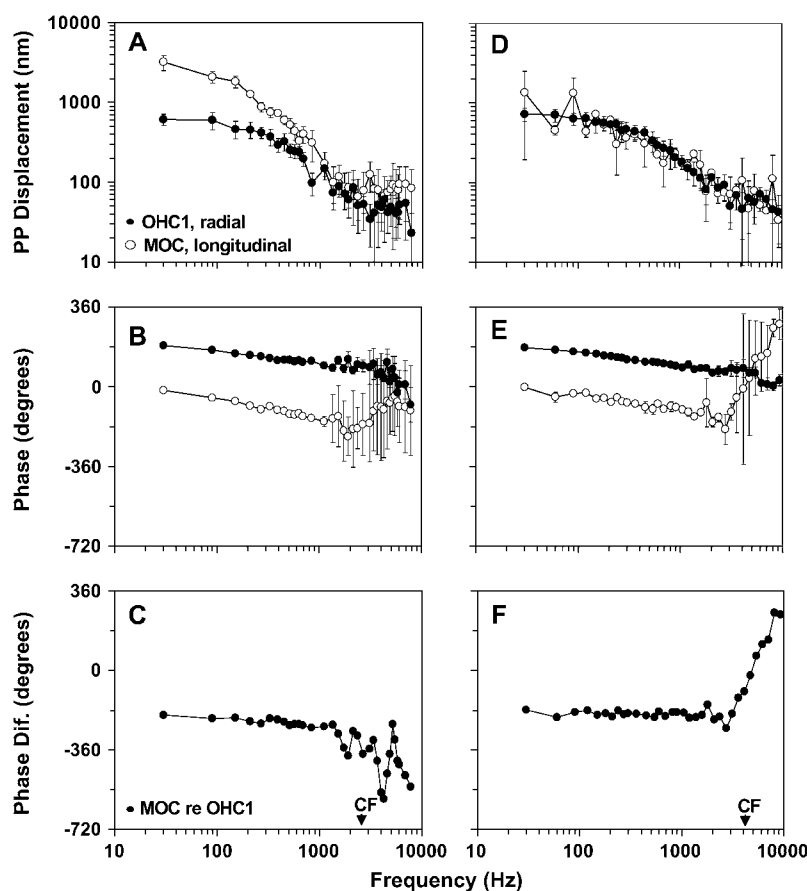 A
D
PP Displacement (nm)
10000
1000
100
10
● OHC1, radial
○ MOC, longitudinal
B
E
Phase (degrees)
360
0
-360
-720
C
F
Phase Dif. (degrees)
360
0
-360
-720
● MOC re OHC1
CF
CF
10 100 1000 10000 10 100 1000 10000
Frequency (Hz)